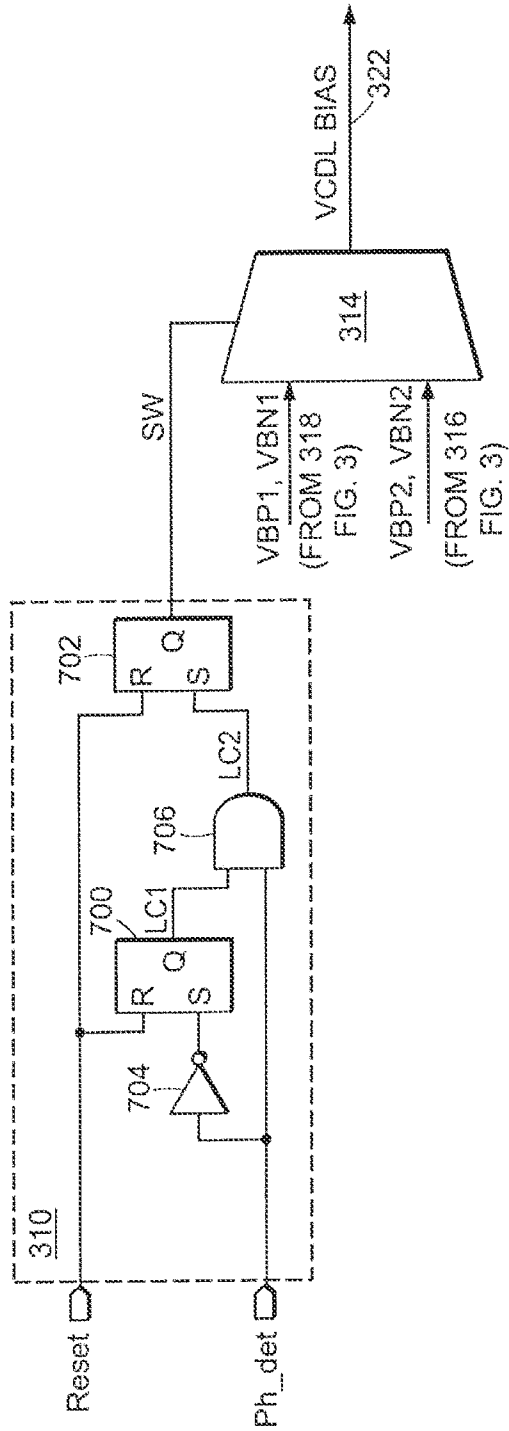 Reset
Ph_det
310
704
R
S
Q
700
LC1
706
LC2
702
R
S
Q
SW
VBP1, VBN1
(FROM 318
FIG. 3)
VBP2, VBN2
(FROM 316
FIG. 3)
314
VCDL BIAS
322